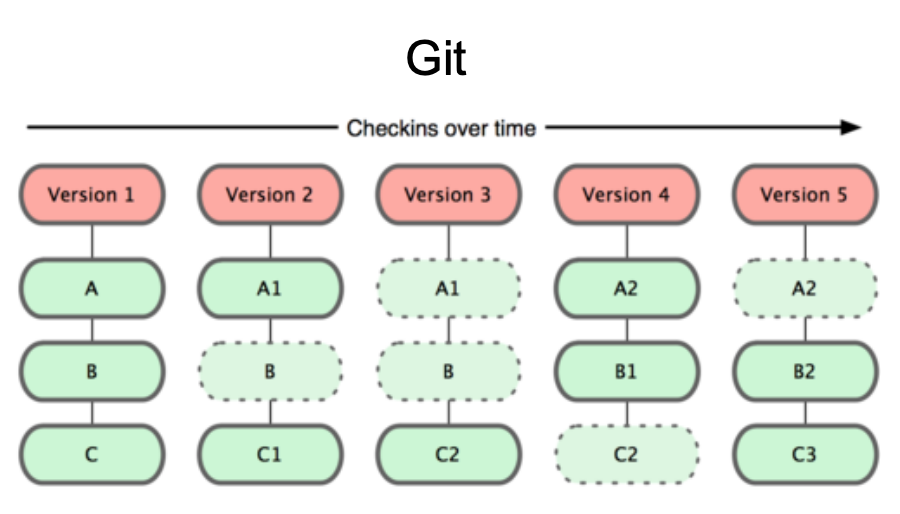 Git
Checkins over time
Version 1 Version 2 Version 3 Version 4 Version 5
A A1 A1 A2 A2
B B B B1 B2
C C1 C2 C2 C3